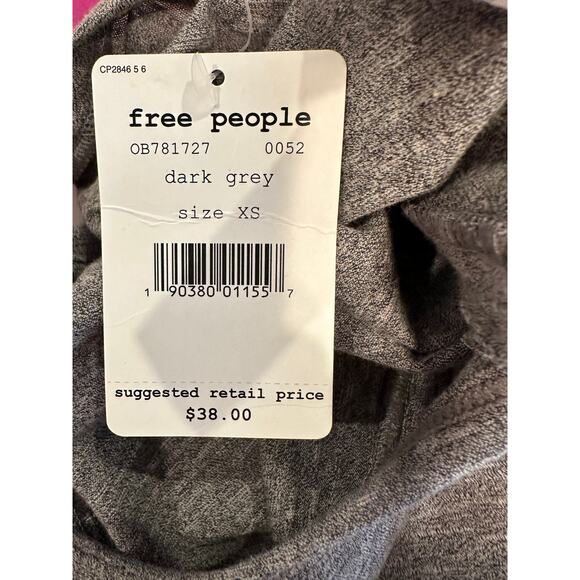 CP2846 5 6
free people
OB781727 0052
dark grey
size XS
1 90380 01155 7
suggested retail price
$38.00